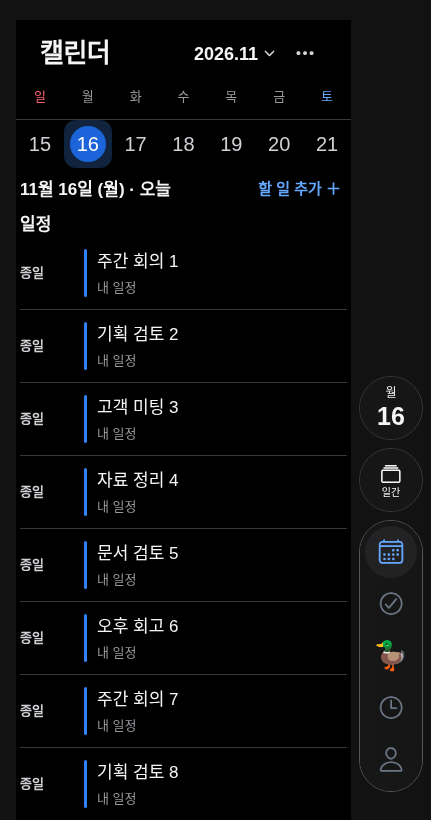 캘린더
2026.11
일 월 화 수 목 금 토
15 16 17 18 19 20 21
11월 16일 (월) · 오늘
할 일 추가 +
일정
종일
주간 회의 1
내 일정
종일
기획 검토 2
내 일정
종일
고객 미팅 3
내 일정
종일
자료 정리 4
내 일정
종일
문서 검토 5
내 일정
종일
오후 회고 6
내 일정
종일
주간 회의 7
내 일정
종일
기획 검토 8
내 일정
월
16
일간